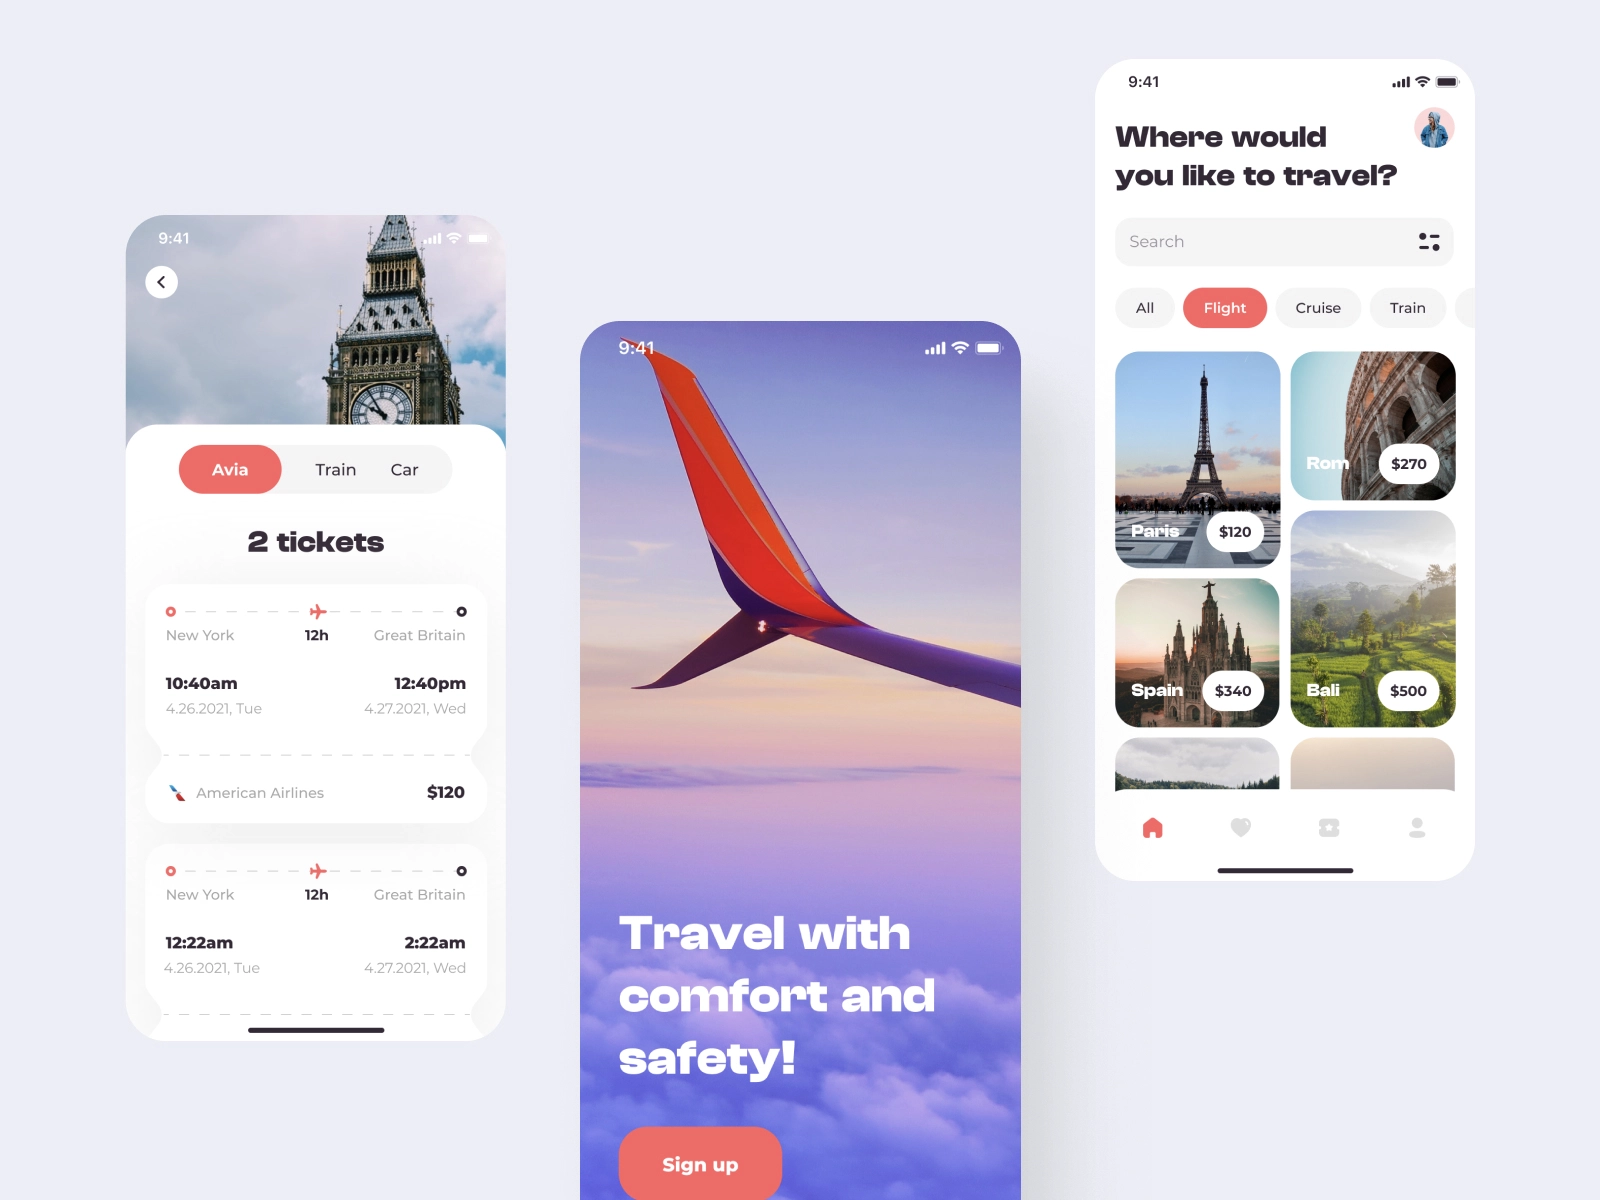 9:41
Avia
Train
Car
2 tickets
New York
12h
Great Britain
10:40am
12:40pm
4.26.2021, Tue
4.27.2021, Wed
American Airlines
$120
New York
12h
Great Britain
12:22am
2:22am
4.26.2021, Tue
4.27.2021, Wed
9:41
Travel with
comfort and
safety!
Sign up
9:41
Where would
you like to travel?
Search
All
Flight
Cruise
Train
Paris
$120
Rom
$270
Spain
$340
Bali
$500